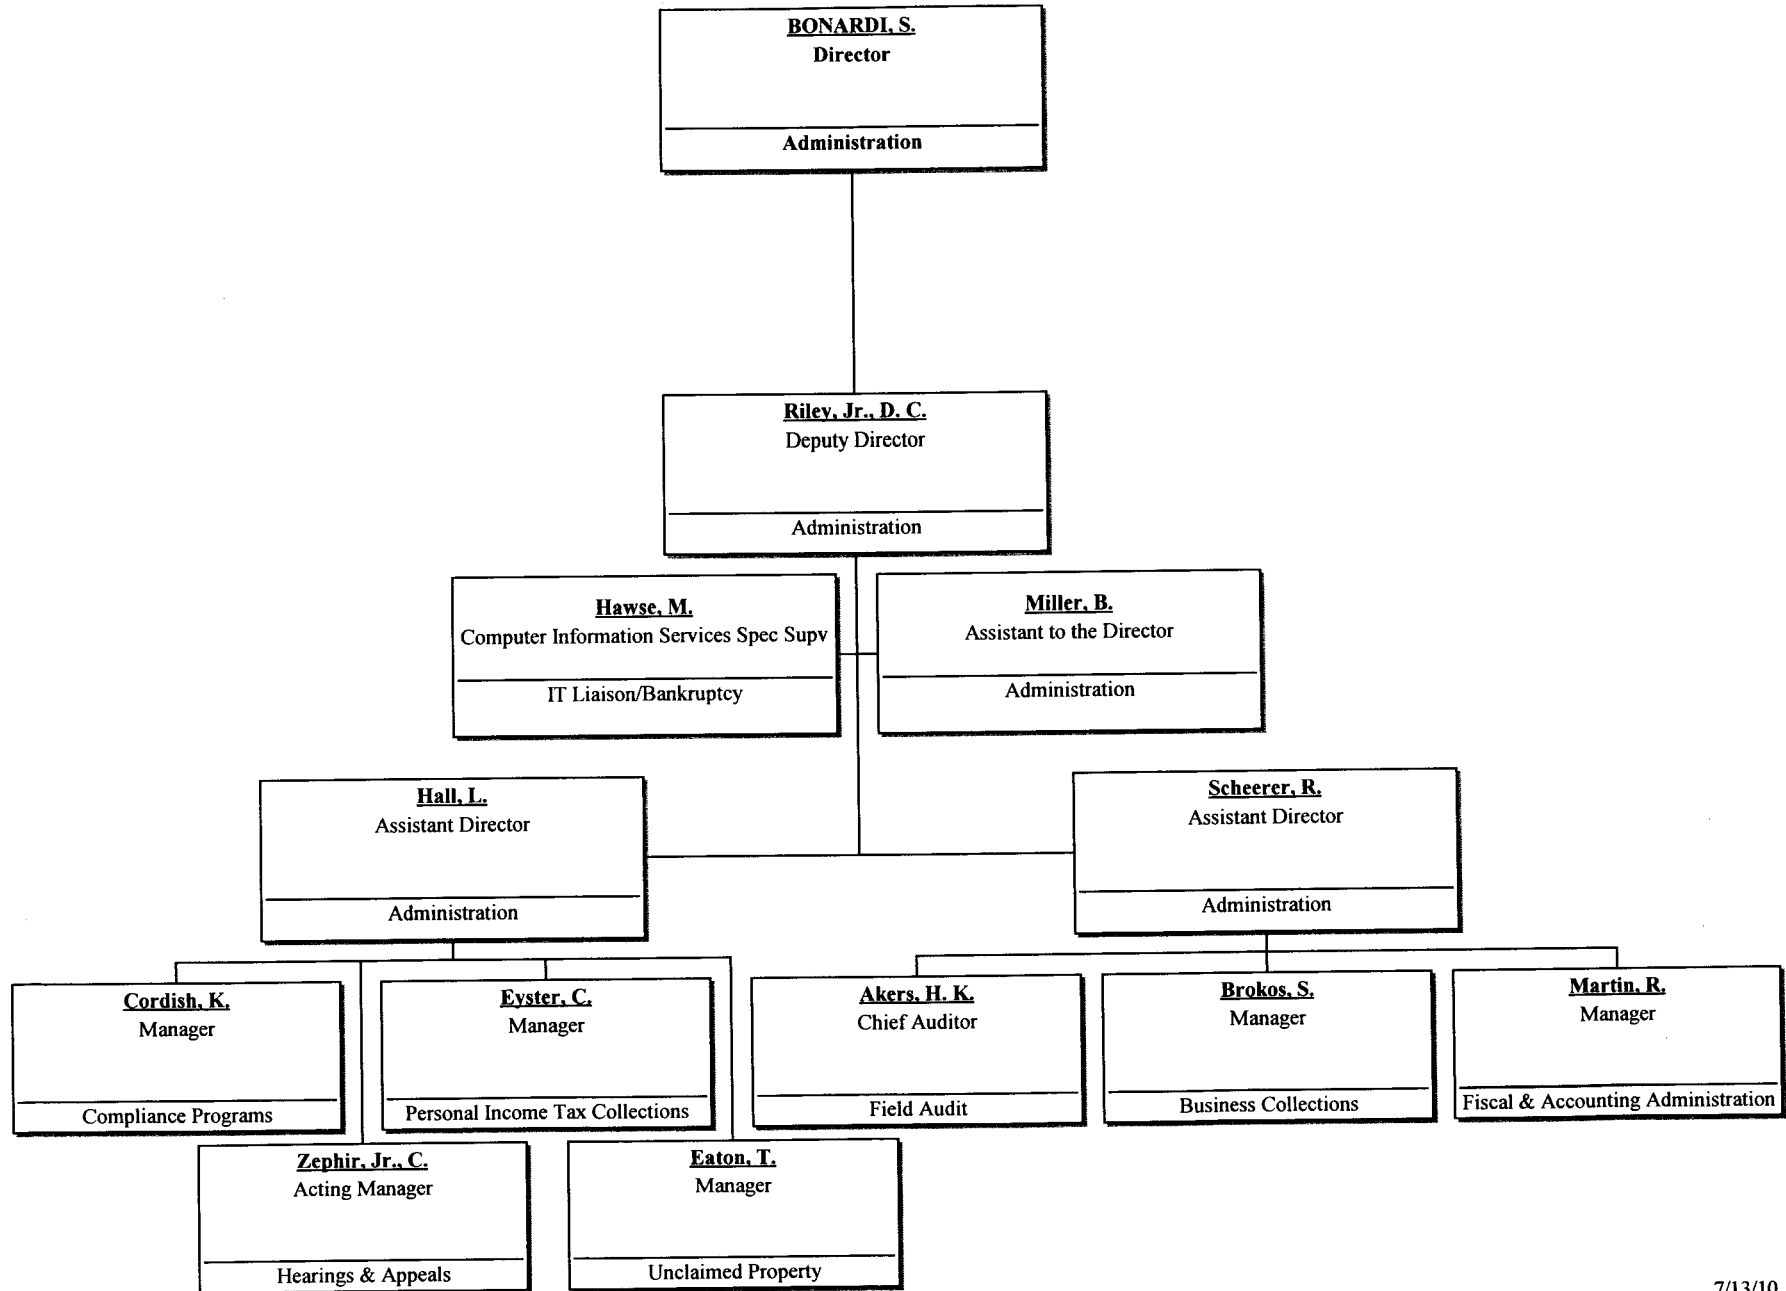 BONARDI, S.
Director
Administration
Riley, Jr., D. C.
Deputy Director
Administration
Hawse, M.
Computer Information Services Spec Supv
IT Liaison/Bankruptcy
Miller, B.
Assistant to the Director
Administration
Hall, L.
Assistant Director
Administration
Scheerer, R.
Assistant Director
Administration
Cordish, K.
Manager
Compliance Programs
Eyster, C.
Manager
Personal Income Tax Collections
Akers, H. K.
Chief Auditor
Field Audit
Brokos, S.
Manager
Business Collections
Martin, R.
Manager
Fiscal & Accounting Administration
Zephir, Jr., C.
Acting Manager
Hearings & Appeals
Eaton, T.
Manager
Unclaimed Property
7/13/10